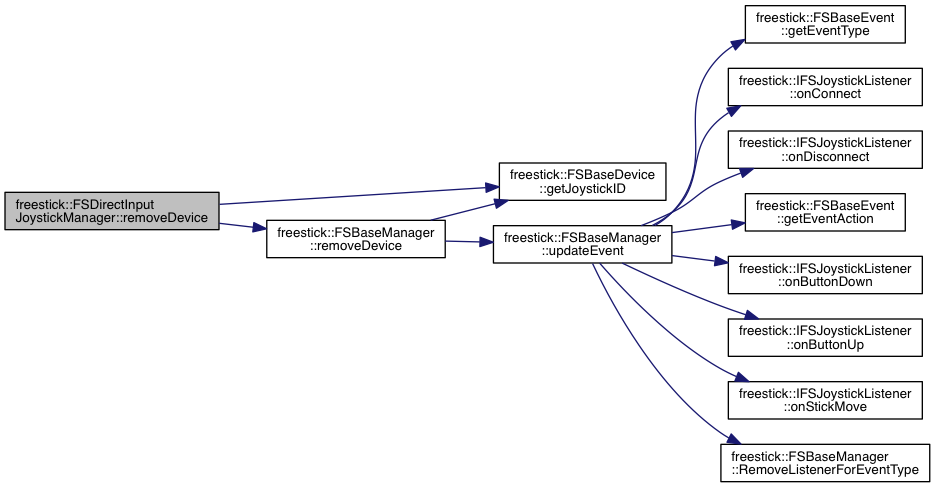 freestick::FSDirectInput
JoystickManager::removeDevice
freestick::FSBaseManager
::removeDevice
freestick::FSBaseDevice
::getJoystickID
freestick::FSBaseManager
::updateEvent
freestick::FSBaseEvent
::getEventType
freestick::IFSJoystickListener
::onConnect
freestick::IFSJoystickListener
::onDisconnect
freestick::FSBaseEvent
::getEventAction
freestick::IFSJoystickListener
::onButtonDown
freestick::IFSJoystickListener
::onButtonUp
freestick::IFSJoystickListener
::onStickMove
freestick::FSBaseManager
::RemoveListenerForEventType